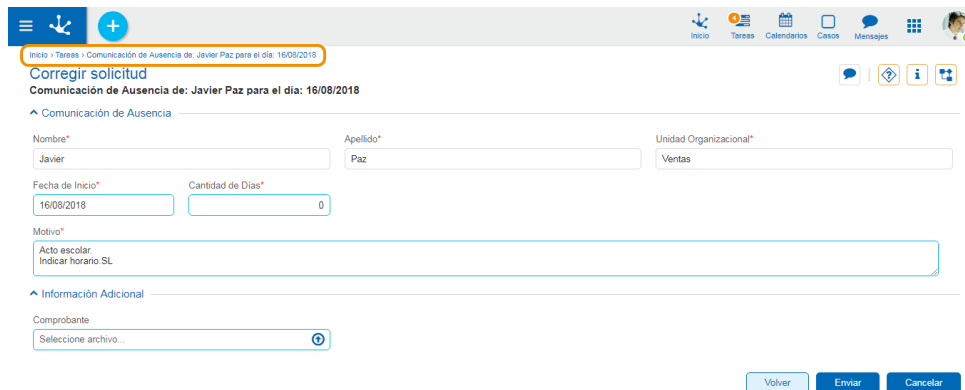 2
Inicio
Tareas
Calendarios
Casos
Mensajes
Inicio › Tareas › Comunicación de Ausencia de: Javier Paz para el día: 16/08/2018
Corregir solicitud
Comunicación de Ausencia de: Javier Paz para el día: 16/08/2018
Comunicación de Ausencia
Nombre*
Apellido*
Unidad Organizacional*
Javier
Paz
Ventas
Fecha de Inicio*
Cantidad de Días*
16/08/2018
0
Motivo*
Acto escolar.
Indicar horario.SL
Información Adicional
Comprobante
Seleccione archivo...
Volver
Enviar
Cancelar